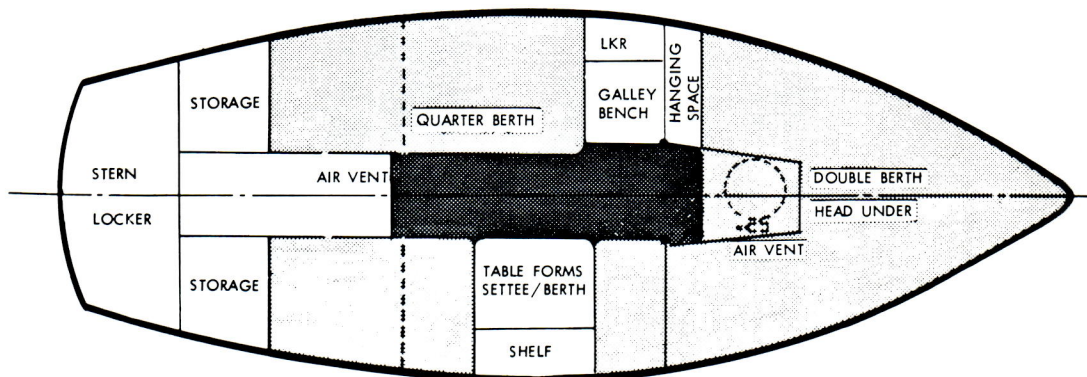 STORAGE
LKR
GALLEY
BENCH
HANGING
SPACE
QUARTER BERTH
STERN
LOCKER
AIR VENT
DOUBLE BERTH
HEAD UNDER
AIR VENT
STORAGE
TABLE FORMS
SETTEE/BERTH
SHELF